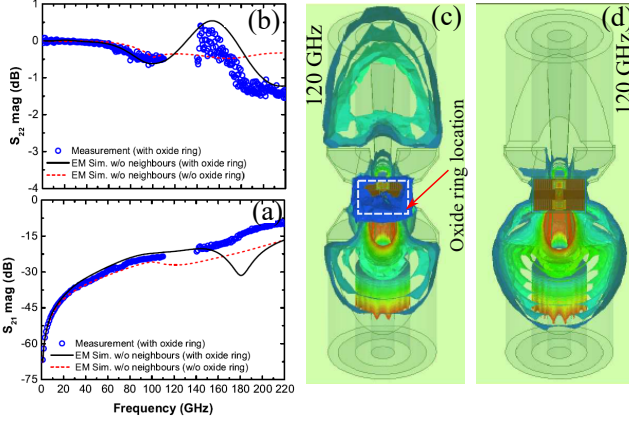 (b)
1
0
-1
-2
-3
4
S22 mag (dB)
Measurement (with oxide ring)
EM Sim. w/o neighbours (with oxide ring)
EM Sim. w/o neighbours (w/o oxide ring)
(a)
0
-15
-30
-45
-60
-75
S21 mag (dB)
Measurement (with oxide ring)
EM Sim. w/o neighbours (with oxide ring)
EM Sim. w/o neighbours (w/o oxide ring)
0 20 40 60 80 100 120 140 160 180 200 220
Frequency (GHz)
(c)
120 GHz
Oxide ring location
(d)
120 GHz